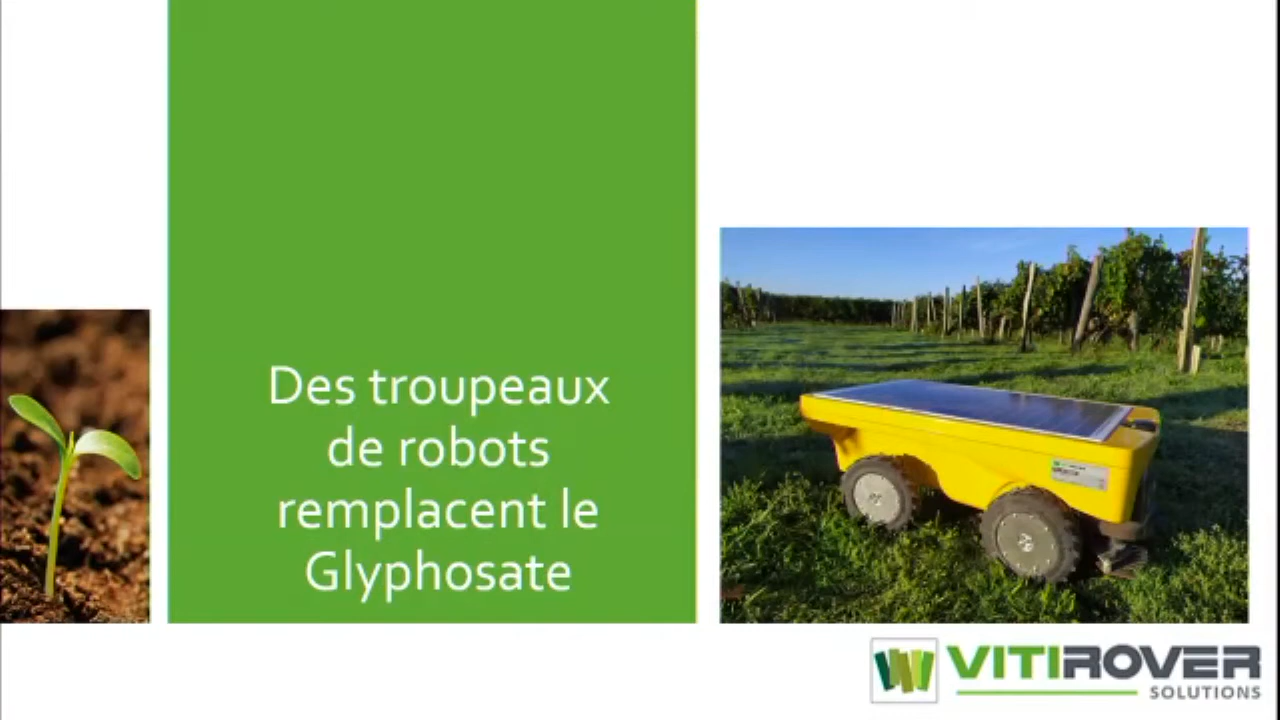 Des troupeaux
de robots
remplacent le
Glyphosate
VITIROVER
SOLUTIONS